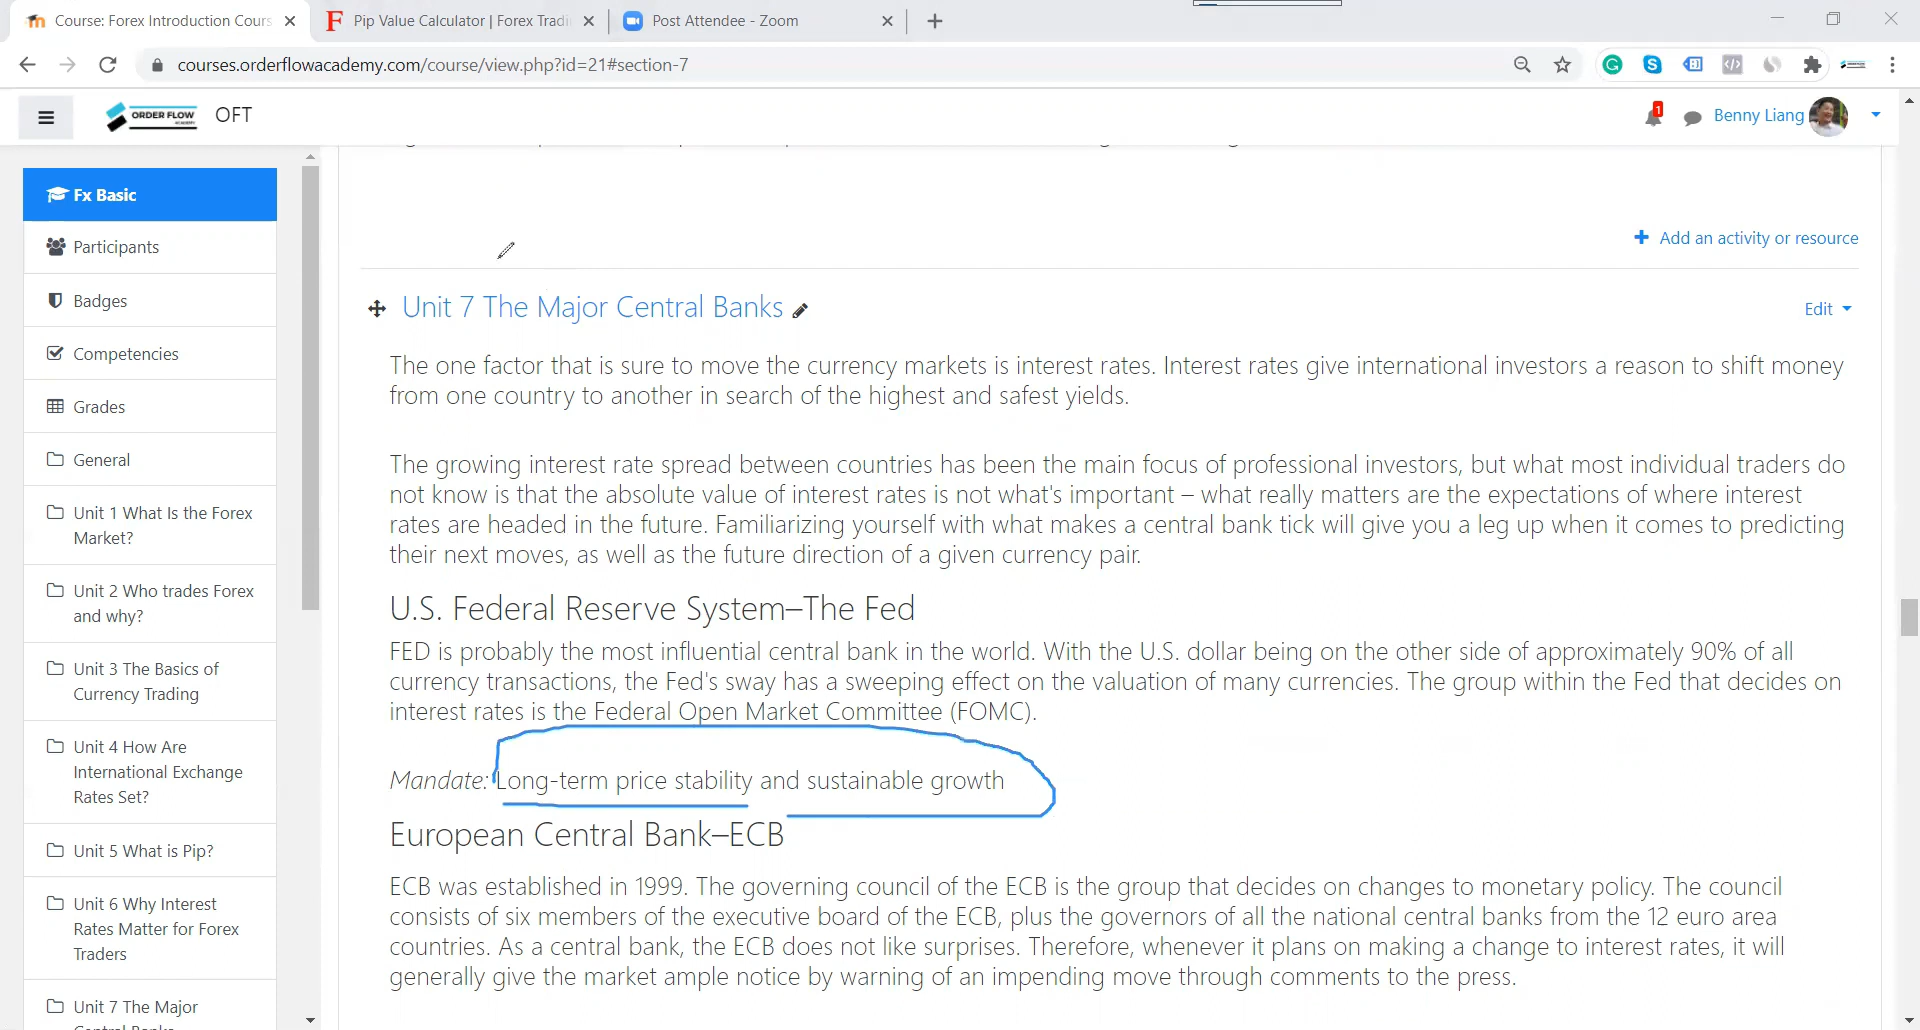 Course: Forex Introduction Cours
Pip Value Calculator | Forex Tradi
Post Attendee - Zoom
courses.orderflowacademy.com/course/view.php?id=21#section-7
ORDER FLOW
ACADEMY
OFT
1
Benny Liang
Fx Basic
Participants
Badges
Competencies
Grades
General
Unit 1 What Is the Forex
Market?
Unit 2 Who trades Forex
and why?
Unit 3 The Basics of
Currency Trading
Unit 4 How Are
International Exchange
Rates Set?
Unit 5 What is Pip?
Unit 6 Why Interest
Rates Matter for Forex
Traders
Unit 7 The Major
Central Banks
Add an activity or resource
Unit 7 The Major Central Banks
Edit
The one factor that is sure to move the currency markets is interest rates. Interest rates give international investors a reason to shift money
from one country to another in search of the highest and safest yields.
The growing interest rate spread between countries has been the main focus of professional investors, but what most individual traders do
not know is that the absolute value of interest rates is not what's important – what really matters are the expectations of where interest
rates are headed in the future. Familiarizing yourself with what makes a central bank tick will give you a leg up when it comes to predicting
their next moves, as well as the future direction of a given currency pair.
U.S. Federal Reserve System–The Fed
FED is probably the most influential central bank in the world. With the U.S. dollar being on the other side of approximately 90% of all
currency transactions, the Fed's sway has a sweeping effect on the valuation of many currencies. The group within the Fed that decides on
interest rates is the Federal Open Market Committee (FOMC).
Mandate: Long-term price stability and sustainable growth
European Central Bank–ECB
ECB was established in 1999. The governing council of the ECB is the group that decides on changes to monetary policy. The council
consists of six members of the executive board of the ECB, plus the governors of all the national central banks from the 12 euro area
countries. As a central bank, the ECB does not like surprises. Therefore, whenever it plans on making a change to interest rates, it will
generally give the market ample notice by warning of an impending move through comments to the press.